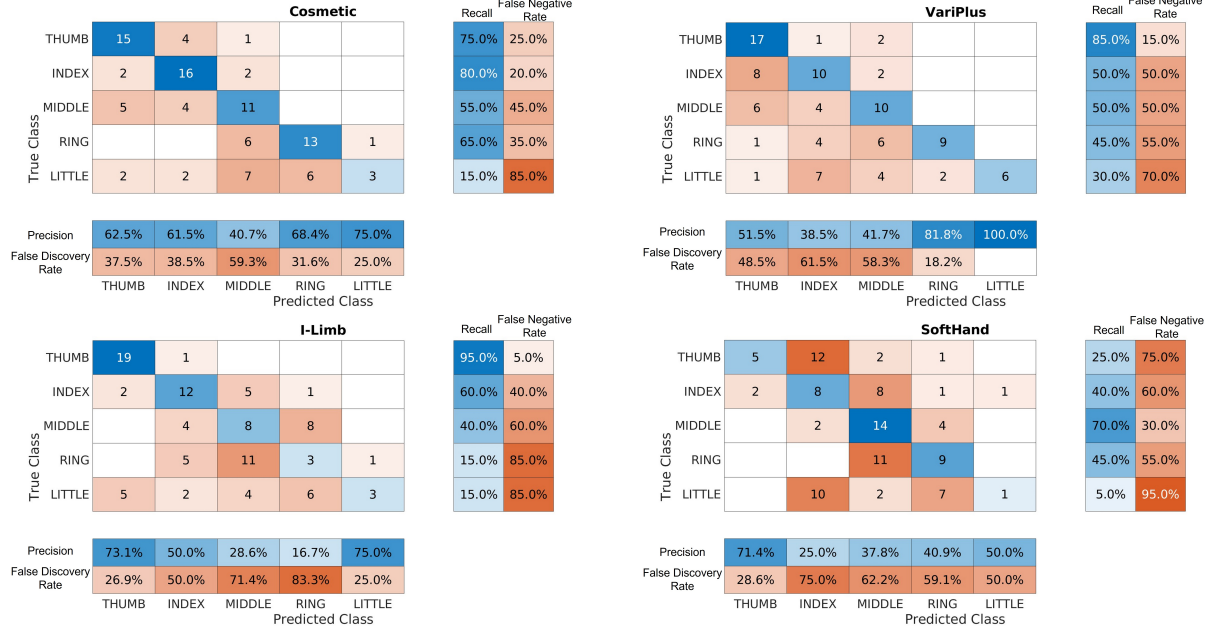 Cosmetic
Recall
False Negative
Rate
THUMB 15 4 1 75.0% 25.0%
INDEX 2 16 2 80.0% 20.0%
MIDDLE 5 4 11 55.0% 45.0%
RING 6 13 1 65.0% 35.0%
LITTLE 2 2 7 6 3 15.0% 85.0%
True Class
Precision 62.5% 61.5% 40.7% 68.4% 75.0%
False Discovery
Rate
37.5% 38.5% 59.3% 31.6% 25.0%
THUMB INDEX MIDDLE RING LITTLE
Predicted Class
VariPlus
Recall
False Negative
Rate
THUMB 17 1 2 85.0% 15.0%
INDEX 8 10 2 50.0% 50.0%
MIDDLE 6 4 10 50.0% 50.0%
RING 1 4 6 9 45.0% 55.0%
LITTLE 1 7 4 2 6 30.0% 70.0%
True Class
Precision 51.5% 38.5% 41.7% 81.8% 100.0%
False Discovery
Rate
48.5% 61.5% 58.3% 18.2%
THUMB INDEX MIDDLE RING LITTLE
Predicted Class
I-Limb
Recall
False Negative
Rate
THUMB 19 1 95.0% 5.0%
INDEX 2 12 5 1 60.0% 40.0%
MIDDLE 4 8 8 40.0% 60.0%
RING 5 11 3 1 15.0% 85.0%
LITTLE 5 2 4 6 3 15.0% 85.0%
True Class
Precision 73.1% 50.0% 28.6% 16.7% 75.0%
False Discovery
Rate
26.9% 50.0% 71.4% 83.3% 25.0%
THUMB INDEX MIDDLE RING LITTLE
Predicted Class
SoftHand
Recall
False Negative
Rate
THUMB 5 12 2 1 25.0% 75.0%
INDEX 2 8 8 1 1 40.0% 60.0%
MIDDLE 2 14 4 70.0% 30.0%
RING 11 9 45.0% 55.0%
LITTLE 10 2 7 1 5.0% 95.0%
True Class
Precision 71.4% 25.0% 37.8% 40.9% 50.0%
False Discovery
Rate
28.6% 75.0% 62.2% 59.1% 50.0%
THUMB INDEX MIDDLE RING LITTLE
Predicted Class